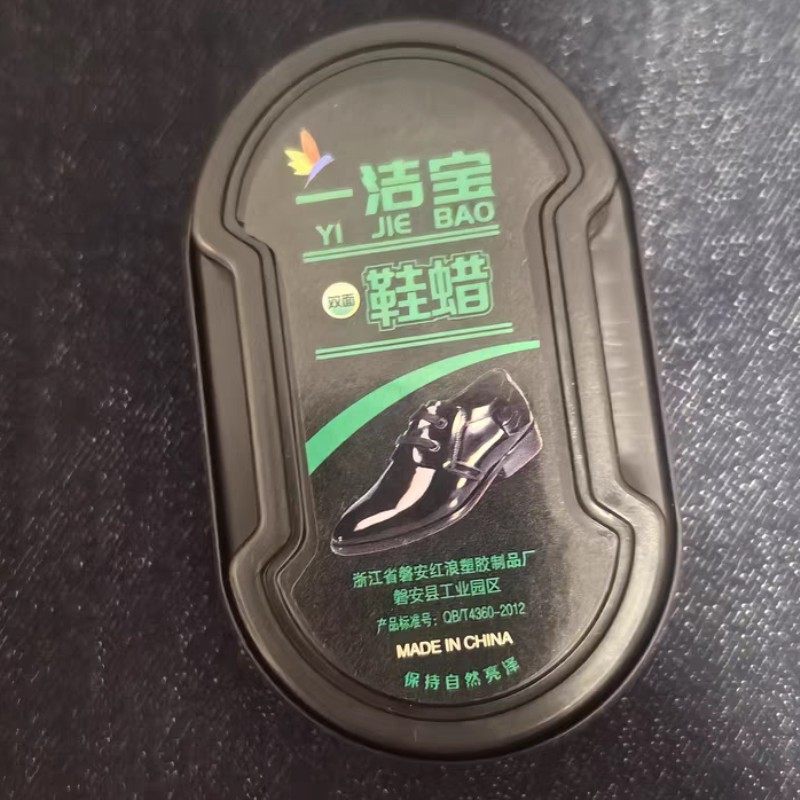 一洁宝
YI JIE BAO
双面 鞋蜡
浙江省磐安红浪塑胶制品厂
磐安县工业园区
产品标准号：QB/T4360-2012
MADE IN CHINA
保持自然亮泽